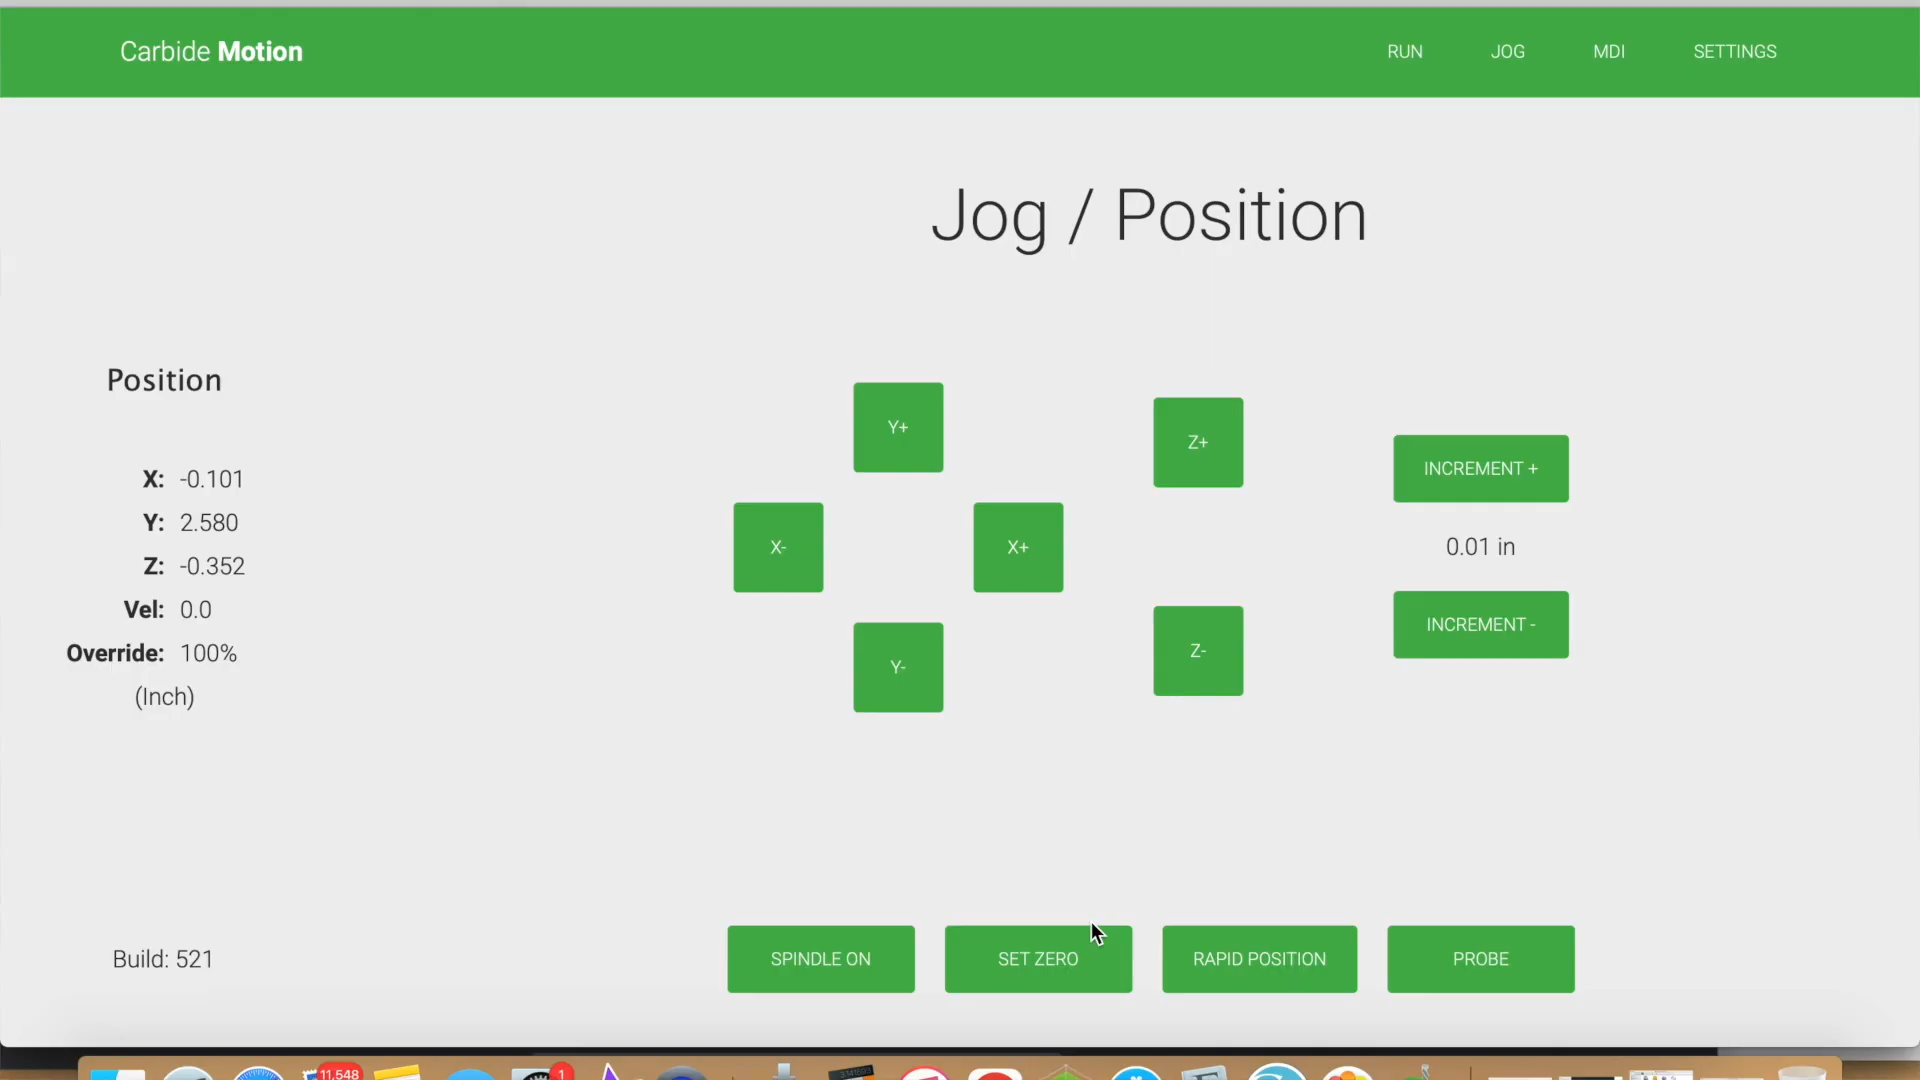 Carbide Motion
RUN
JOG
MDI
SETTINGS
Jog / Position
Position
X: -0.101
Y: 2.580
Z: -0.352
Vel: 0.0
Override: 100%
(Inch)
Y+
X-
X+
Y-
Z+
Z-
INCREMENT +
0.01 in
INCREMENT -
Build: 521
SPINDLE ON
SET ZERO
RAPID POSITION
PROBE
11,548
1